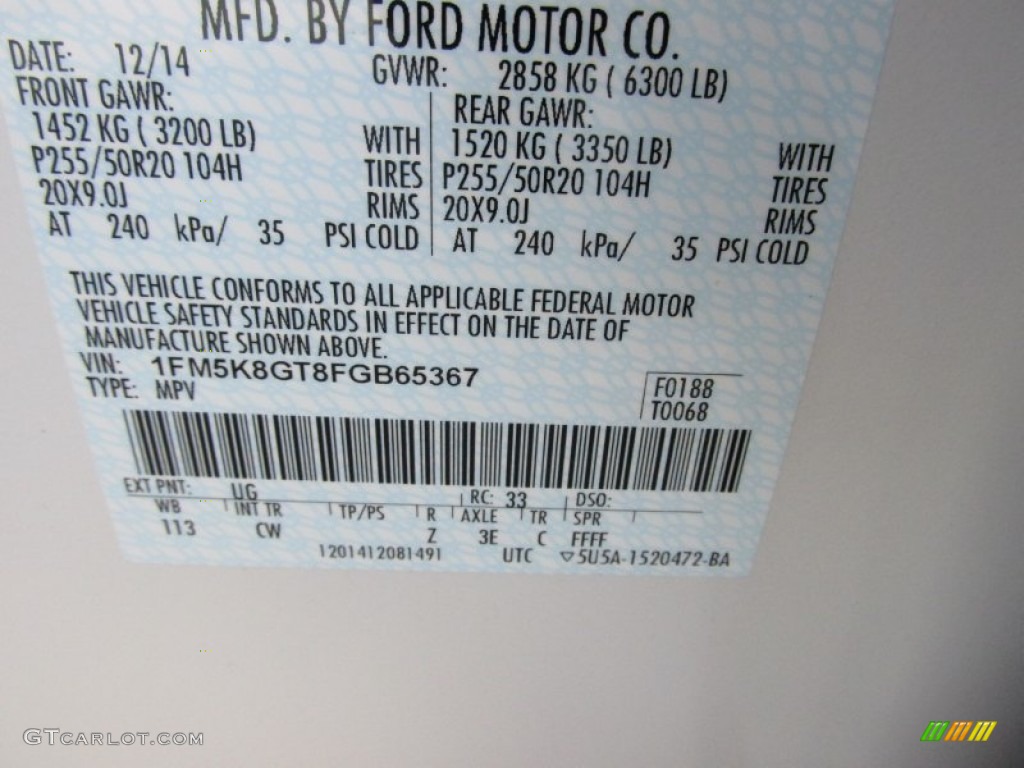 MFD. BY FORD MOTOR CO.
DATE: 12/14 GVWR: 2858 KG ( 6300 LB)
FRONT GAWR: REAR GAWR:
1452 KG ( 3200 LB) WITH 1520 KG ( 3350 LB) WITH
P255/50R20 104H TIRES P255/50R20 104H TIRES
20X9.0J RIMS 20X9.0J RIMS
AT 240 kPa/ 35 PSI COLD AT 240 kPa/ 35 PSI COLD
THIS VEHICLE CONFORMS TO ALL APPLICABLE FEDERAL MOTOR
VEHICLE SAFETY STANDARDS IN EFFECT ON THE DATE OF
MANUFACTURE SHOWN ABOVE.
VIN: 1FM5K8GT8FGB65367
TYPE: MPV
F0188
T0068
EXT PNT: UG RC: 33 DSO:
WB INT TR TP/PS R AXLE TR SPR
113 CW Z 3E C FFFF
1201412081491 UTC ▽5U5A-1520472-BA
GTCARLOT.COM